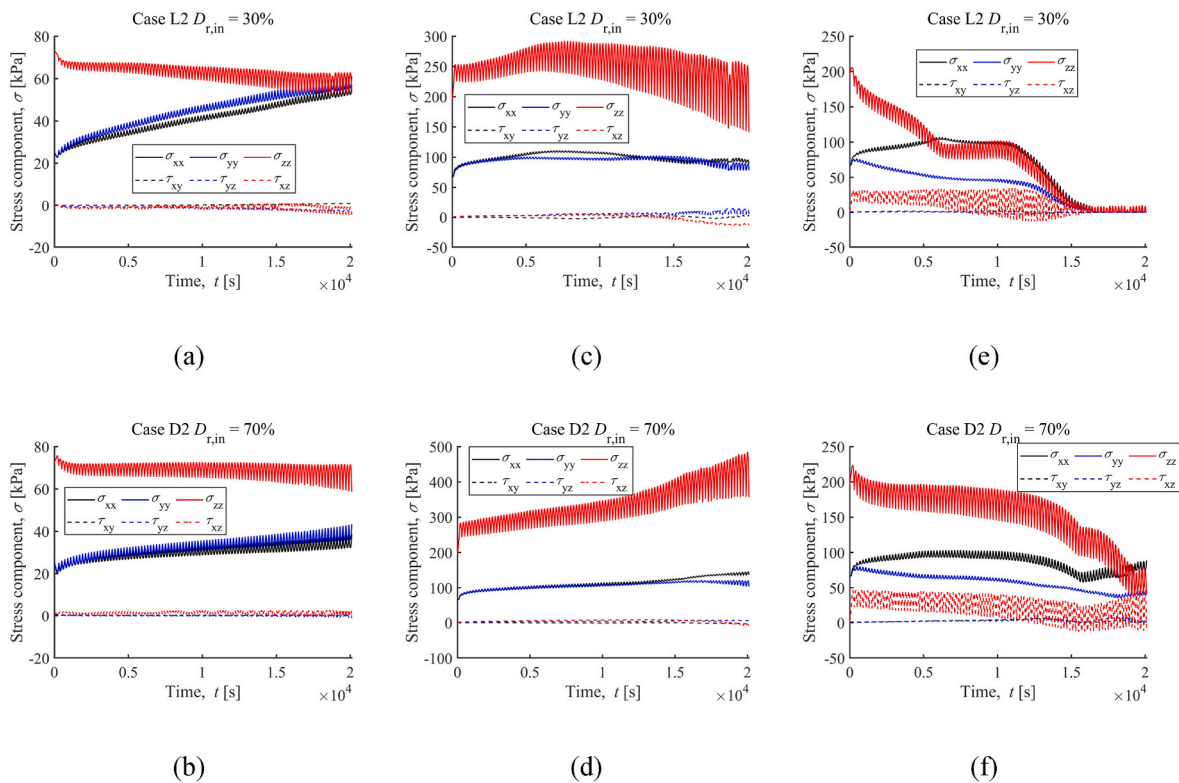 Case L2 D_r,in = 30%
Stress component, σ [kPa]
80
60
40
20
0
-20
σ_xx σ_yy σ_zz
τ_xy τ_yz τ_xz
0 0.5 1 1.5 2
×10^4
Time, t [s]
(a)
Case L2 D_r,in = 30%
Stress component, σ [kPa]
300
250
200
150
100
50
0
-50
σ_xx σ_yy σ_zz
τ_xy τ_yz τ_xz
0 0.5 1 1.5 2
×10^4
Time, t [s]
(c)
Case L2 D_r,in = 30%
Stress component, σ [kPa]
250
200
150
100
50
0
-50
σ_xx σ_yy σ_zz
τ_xy τ_yz τ_xz
0 0.5 1 1.5 2
×10^4
Time, t [s]
(e)
Case D2 D_r,in = 70%
Stress component, σ [kPa]
80
60
40
20
0
-20
σ_xx σ_yy σ_zz
τ_xy τ_yz τ_xz
0 0.5 1 1.5 2
×10^4
Time, t [s]
(b)
Case D2 D_r,in = 70%
Stress component, σ [kPa]
500
400
300
200
100
0
-100
σ_xx σ_yy σ_zz
τ_xy τ_yz τ_xz
0 0.5 1 1.5 2
×10^4
Time, t [s]
(d)
Case D2 D_r,in = 70%
Stress component, σ [kPa]
250
200
150
100
50
0
-50
σ_xx σ_yy σ_zz
τ_xy τ_yz τ_xz
0 0.5 1 1.5 2
×10^4
Time, t [s]
(f)